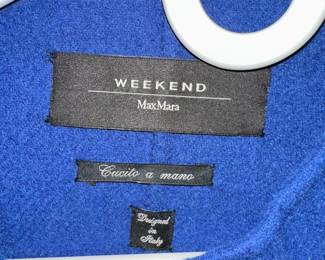 WEEKEND
MaxMara
Cucito a mano
Designed
in
Italy